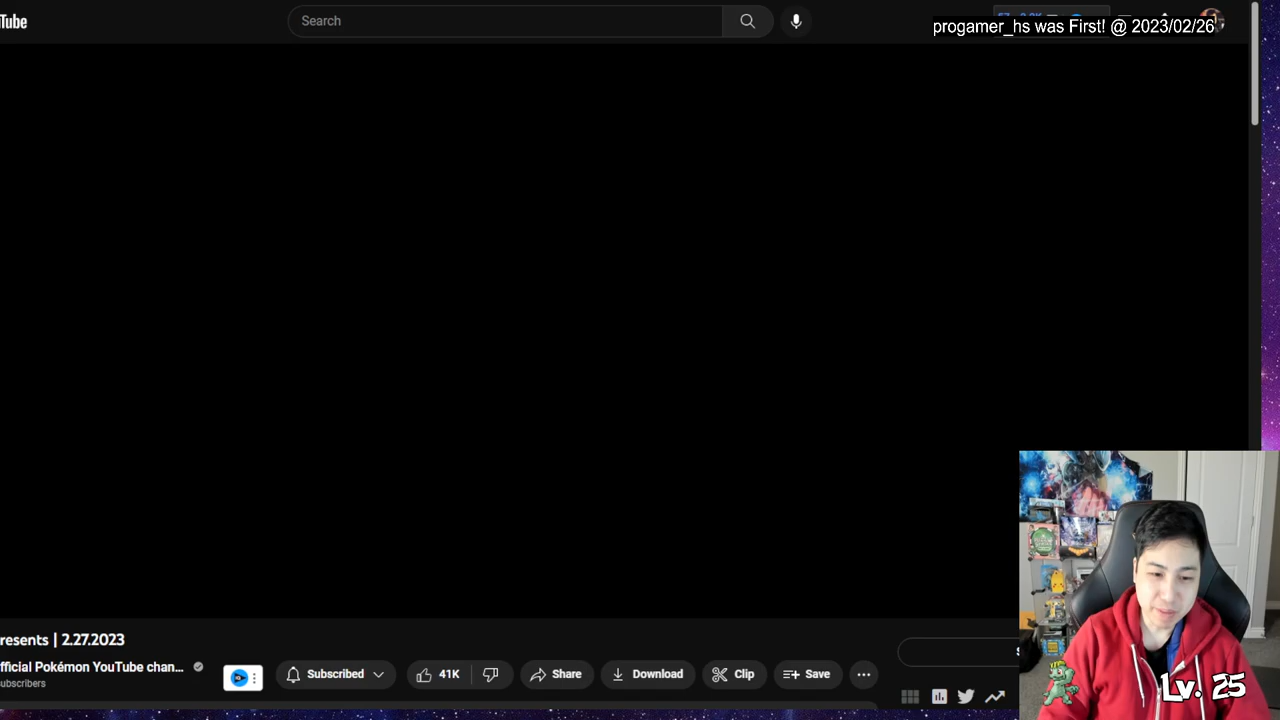 Tube
Search
progamer_hs was First! @ 2023/02/26
resents | 2.27.2023
fficial Pokémon YouTube chan...
ubscribers
Subscribed
41K
Share
Download
Clip
Save
Lv. 25